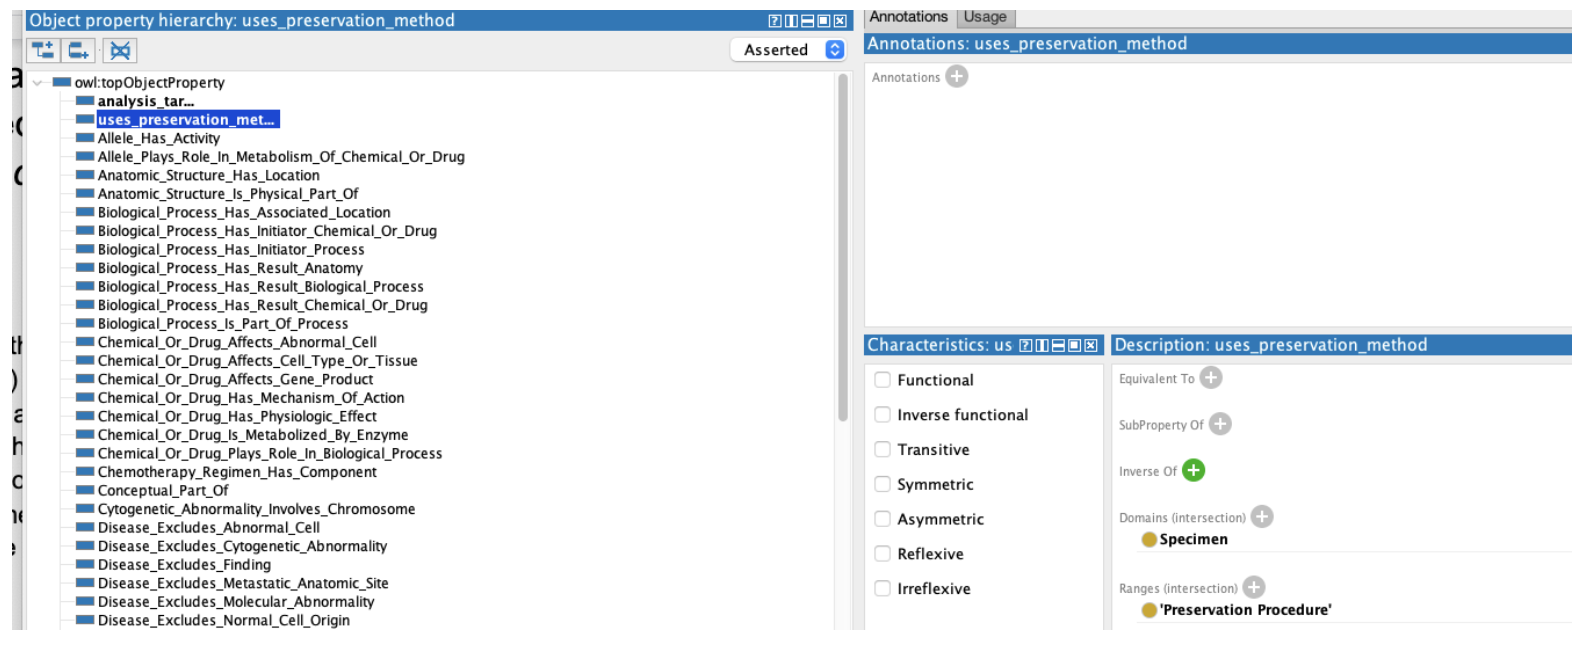 Object property hierarchy: uses_preservation_method
Asserted
owl:topObjectProperty
analysis_tar...
uses_preservation_met...
Allele_Has_Activity
Allele_Plays_Role_In_Metabolism_Of_Chemical_Or_Drug
Anatomic_Structure_Has_Location
Anatomic_Structure_Is_Physical_Part_Of
Biological_Process_Has_Associated_Location
Biological_Process_Has_Initiator_Chemical_Or_Drug
Biological_Process_Has_Initiator_Process
Biological_Process_Has_Result_Anatomy
Biological_Process_Has_Result_Biological_Process
Biological_Process_Has_Result_Chemical_Or_Drug
Biological_Process_Is_Part_Of_Process
Chemical_Or_Drug_Affects_Abnormal_Cell
Chemical_Or_Drug_Affects_Cell_Type_Or_Tissue
Chemical_Or_Drug_Affects_Gene_Product
Chemical_Or_Drug_Has_Mechanism_Of_Action
Chemical_Or_Drug_Has_Physiologic_Effect
Chemical_Or_Drug_Is_Metabolized_By_Enzyme
Chemical_Or_Drug_Plays_Role_In_Biological_Process
Chemotherapy_Regimen_Has_Component
Conceptual_Part_Of
Cytogenetic_Abnormality_Involves_Chromosome
Disease_Excludes_Abnormal_Cell
Disease_Excludes_Cytogenetic_Abnormality
Disease_Excludes_Finding
Disease_Excludes_Metastatic_Anatomic_Site
Disease_Excludes_Molecular_Abnormality
Disease_Excludes_Normal_Cell_Origin
Annotations Usage
Annotations: uses_preservation_method
Annotations
Characteristics: us
Functional
Inverse functional
Transitive
Symmetric
Asymmetric
Reflexive
Irreflexive
Description: uses_preservation_method
Equivalent To
SubProperty Of
Inverse Of
Domains (intersection)
Specimen
Ranges (intersection)
'Preservation Procedure'